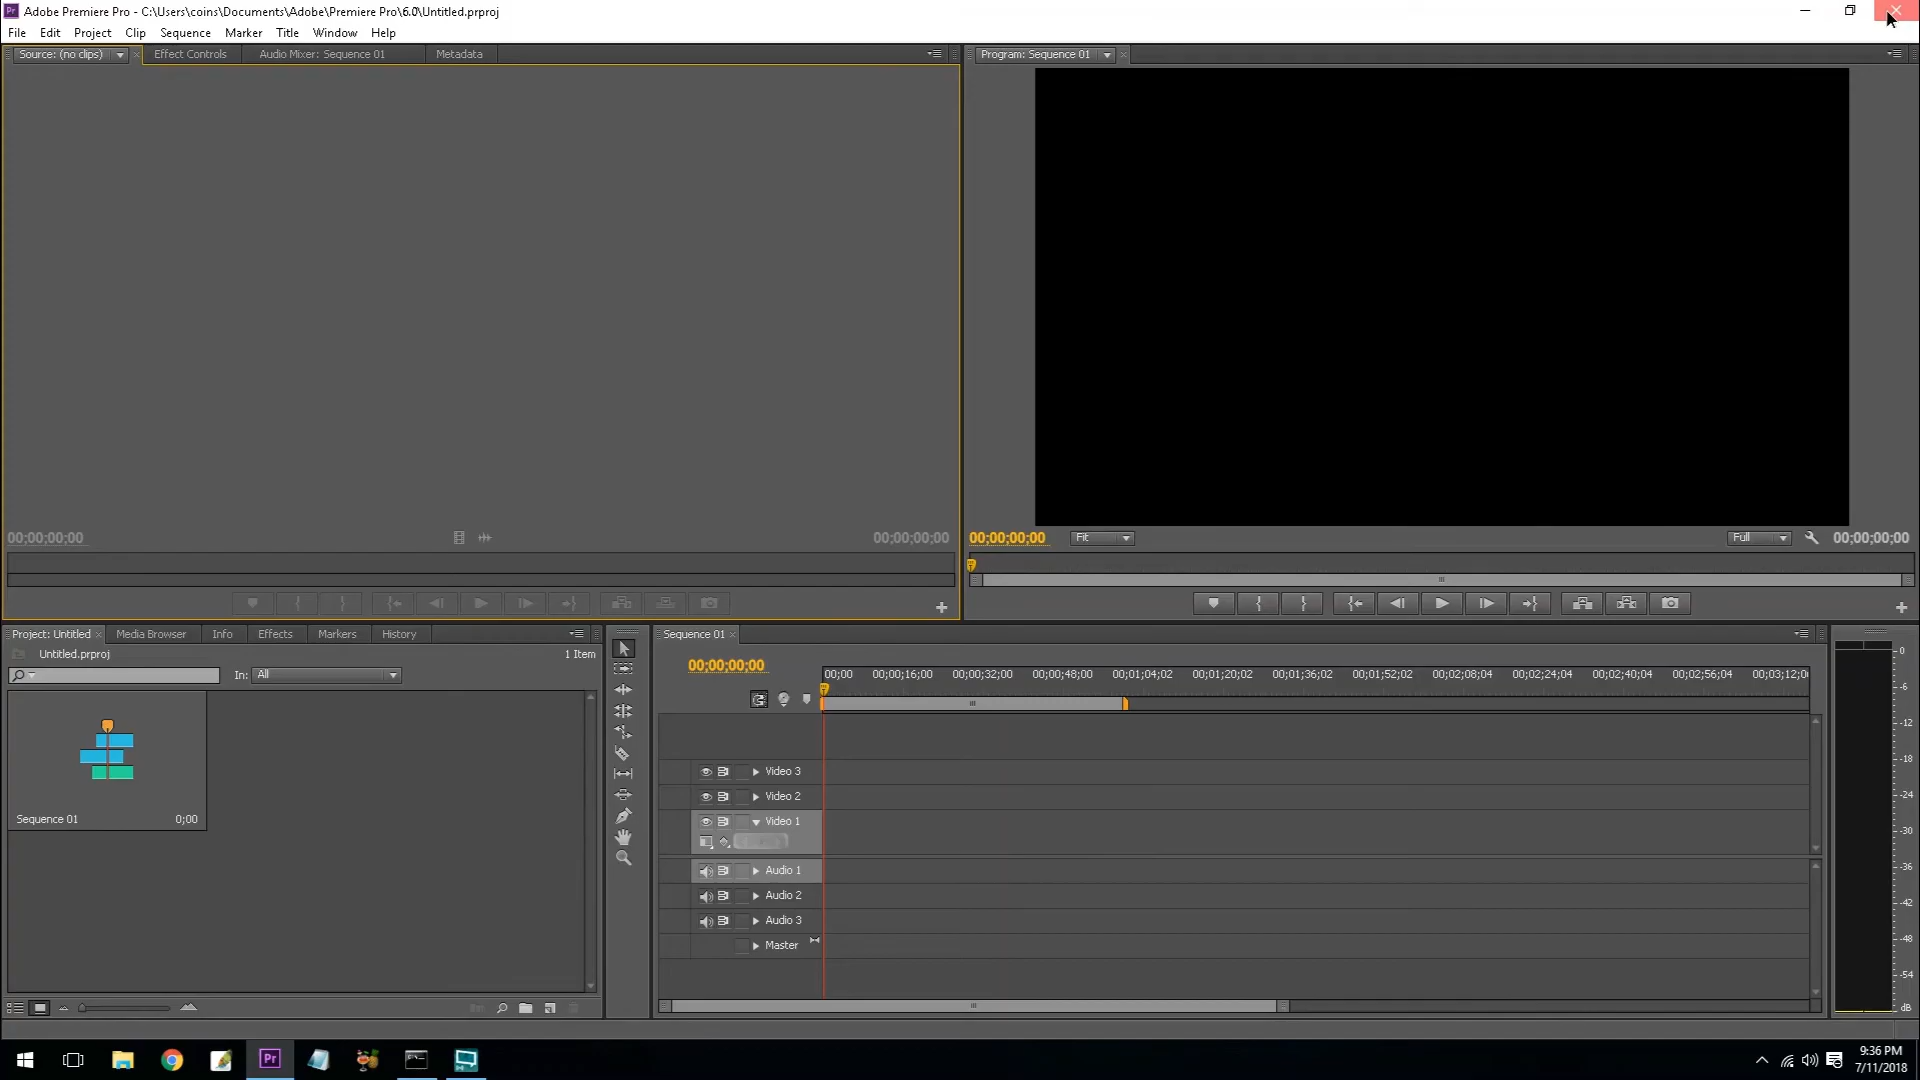 Adobe Premiere Pro - C:\Users\coins\Documents\Adobe\Premiere Pro\6.0\Untitled.prproj
File Edit Project Clip Sequence Marker Title Window Help
Source: (no clips) Effect Controls Audio Mixer: Sequence 01 Metadata
Program: Sequence 01
00;00;00;00
00;00;00;00
00;00;00;00 Fit Full 00;00;00;00
Project: Untitled Media Browser Info Effects Markers History
Untitled.prproj 1 Item
In: All
Sequence 01 0;00
Sequence 01
00;00;00;00
00;00 00;00;16;00 00;00;32;00 00;00;48;00 00;01;04;02 00;01;20;02 00;01;36;02 00;01;52;02 00;02;08;04 00;02;24;04 00;02;40;04 00;02;56;04 00;03;12;0
Video 3
Video 2
Video 1
Audio 1
Audio 2
Audio 3
Master
0
-6
-12
-18
-24
-30
-36
-42
-48
-54
dB
Pr
9:36 PM
7/11/2018